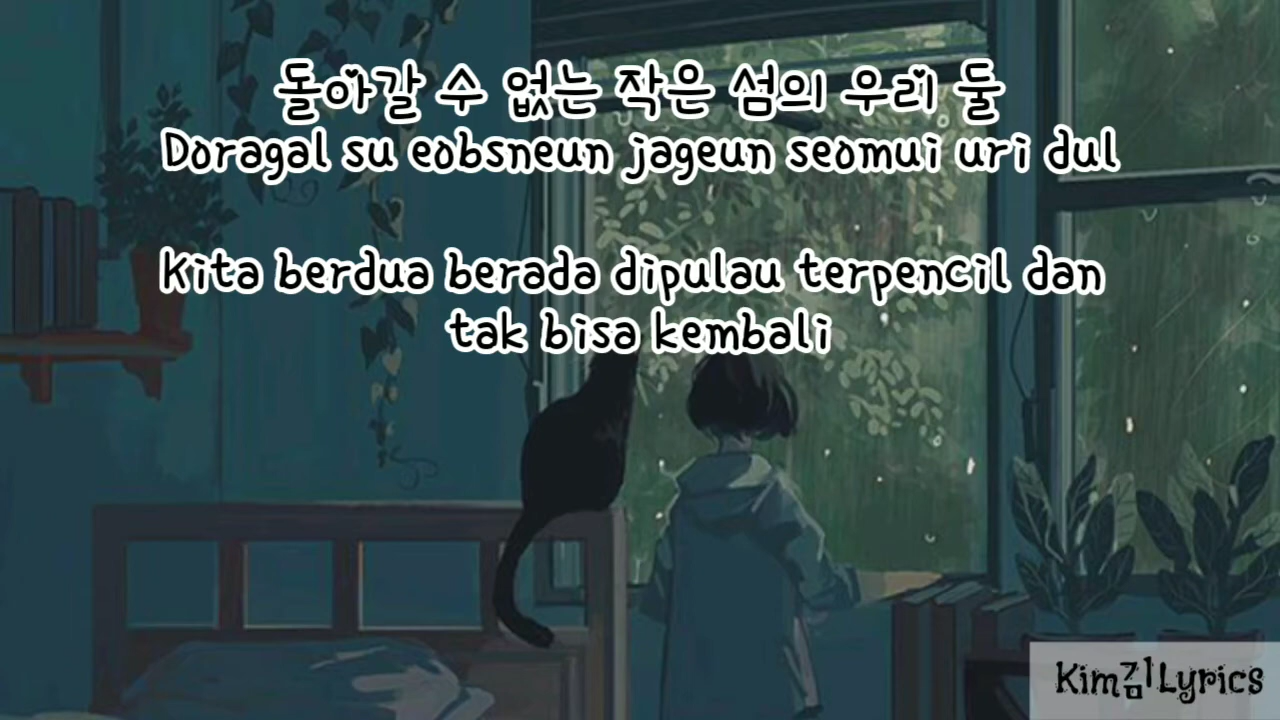 돌아갈 수 없는 작은 섬의 우리 둘
Doragal su eobsneun jageun seomui uri dul
Kita berdua berada dipulau terpencil dan
tak bisa kembali
Kim김Lyrics